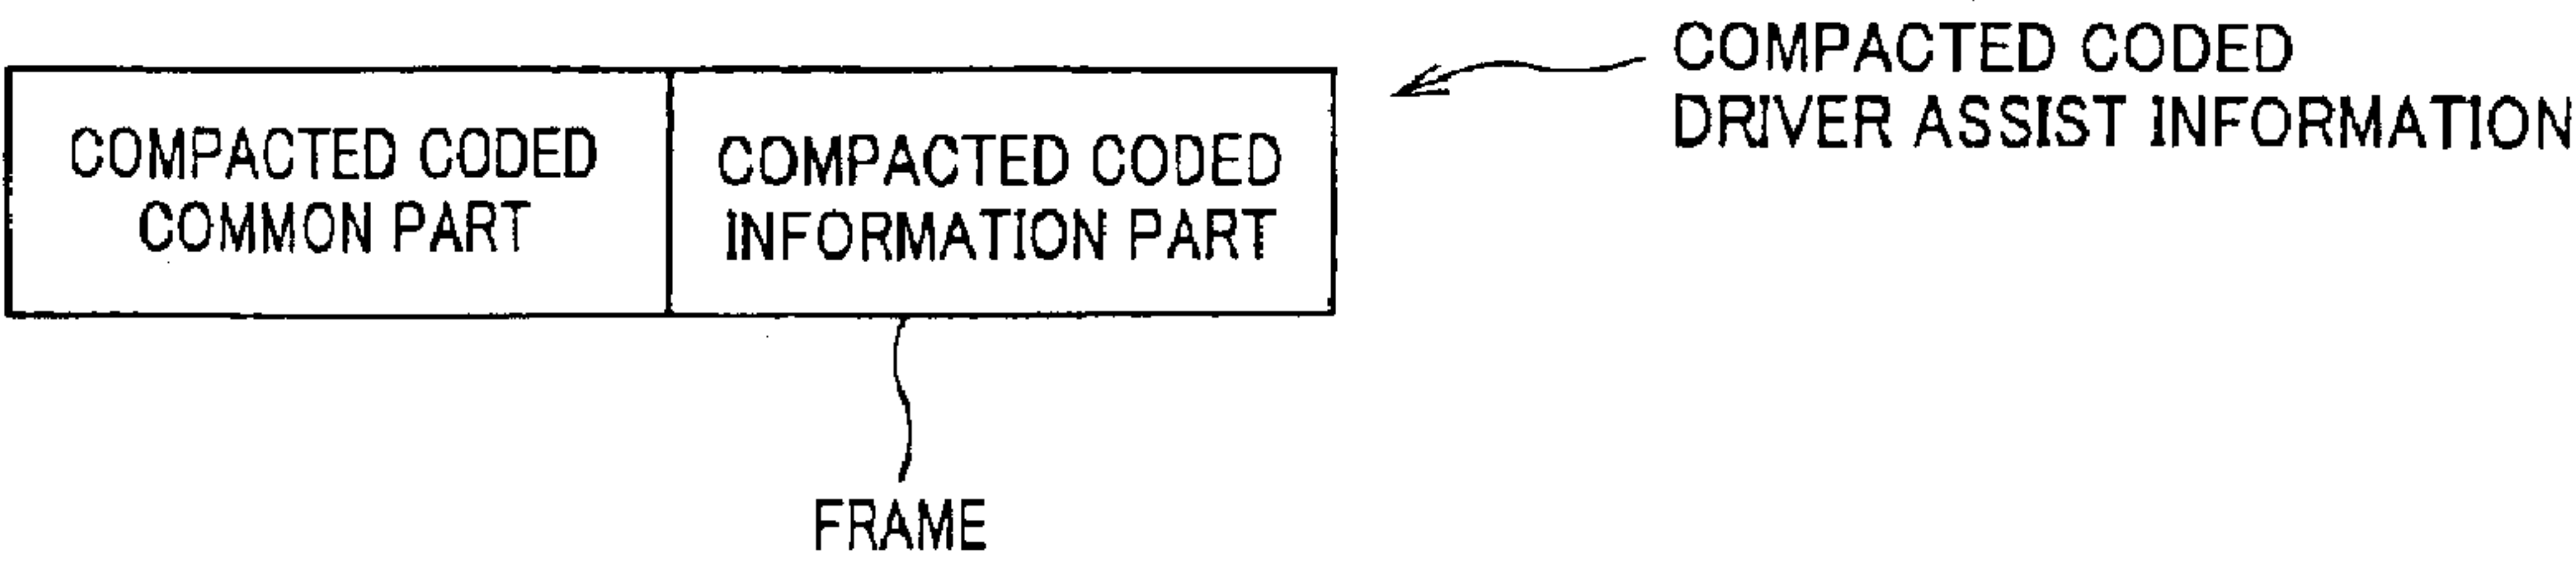 COMPACTED CODED
COMMON PART
COMPACTED CODED
INFORMATION PART
COMPACTED CODED
DRIVER ASSIST INFORMATION
FRAME